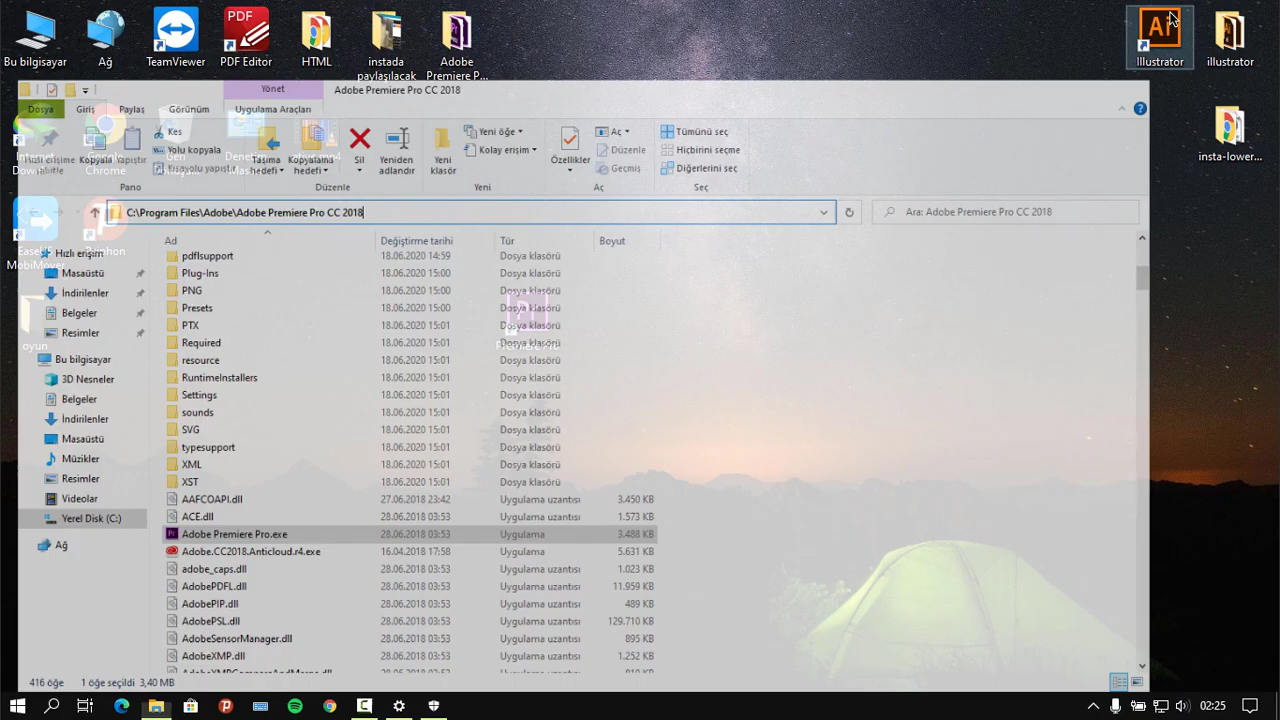 Bu bilgisayar
Ağ
TeamViewer
PDF
PDF Editor
HTML
instada
paylaşılacak
Adobe
Premiere P...
Ai
Illustrator
illustrator
insta-lower...
Yönet
Adobe Premiere Pro CC 2018
Dosya
Giriş
Paylaş
Görünüm
Uygulama Araçları
Kopyala
Kes
Yolu kopyala
Pano
Taşıma
hedefi
Kopyalama
hedefi
Sil
Yeniden
adlandır
Düzenle
Yeni
klasör
Yeni öğe
Kolay erişim
Yeni
Özellikler
Aç
Düzenle
Geçmiş
Aç
Tümünü seç
Hiçbirini seçme
Diğerlerini seç
Seç
Google
Chrome
C:\Program Files\Adobe\Adobe Premiere Pro CC 2018
Ara: Adobe Premiere Pro CC 2018
EaseUS
MobiMover
oyun
Hızlı erişim
Masaüstü
İndirilenler
Belgeler
Resimler
Bu bilgisayar
3D Nesneler
Belgeler
İndirilenler
Masaüstü
Müzikler
Resimler
Videolar
Yerel Disk (C:)
Ağ
Ad Değiştirme tarihi Tür Boyut
pdflsupport 18.06.2020 14:59 Dosya klasörü
Plug-Ins 18.06.2020 15:00 Dosya klasörü
PNG 18.06.2020 15:00 Dosya klasörü
Presets 18.06.2020 15:00 Dosya klasörü
PTX 18.06.2020 15:01 Dosya klasörü
Required 18.06.2020 15:01 Dosya klasörü
resource 18.06.2020 15:01 Dosya klasörü
RuntimeInstallers 18.06.2020 15:01 Dosya klasörü
Settings 18.06.2020 15:01 Dosya klasörü
sounds 18.06.2020 15:01 Dosya klasörü
SVG 18.06.2020 15:01 Dosya klasörü
typesupport 18.06.2020 15:01 Dosya klasörü
XML 18.06.2020 15:01 Dosya klasörü
XST 18.06.2020 15:01 Dosya klasörü
AAFCOAPI.dll 27.06.2018 23:42 Uygulama uzantısı 3.450 KB
ACE.dll 28.06.2018 03:53 Uygulama uzantısı 1.573 KB
Adobe Premiere Pro.exe 28.06.2018 03:53 Uygulama 3.488 KB
Adobe.CC2018.Anticloud.r4.exe 16.04.2018 17:58 Uygulama 5.631 KB
adobe_caps.dll 28.06.2018 03:53 Uygulama uzantısı 1.023 KB
AdobePDFL.dll 28.06.2018 03:53 Uygulama uzantısı 11.959 KB
AdobePIP.dll 28.06.2018 03:53 Uygulama uzantısı 489 KB
AdobePSL.dll 28.06.2018 03:53 Uygulama uzantısı 129.710 KB
AdobeSensorManager.dll 28.06.2018 03:53 Uygulama uzantısı 895 KB
AdobeXMP.dll 28.06.2018 03:53 Uygulama uzantısı 1.252 KB
416 öğe 1 öğe seçildi 3,40 MB
02:25